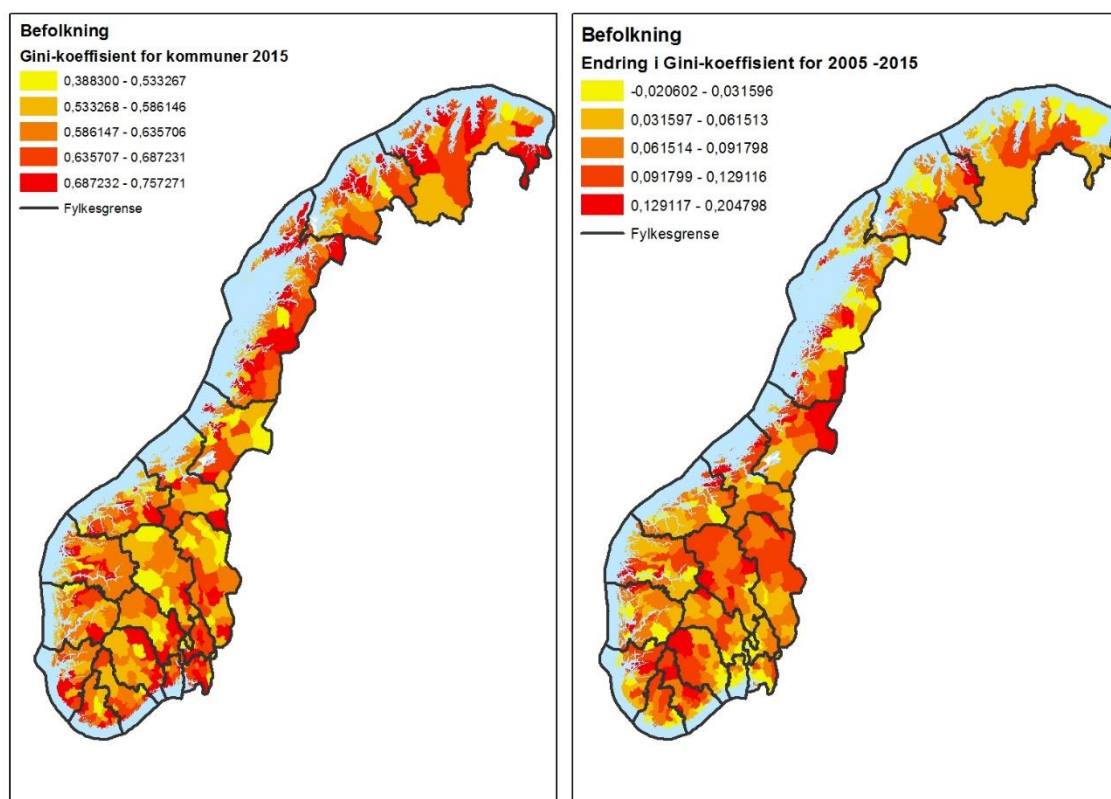 Befolkning
Gini-koeffisient for kommuner 2015
0,388300 - 0,533267
0,533268 - 0,586146
0,586147 - 0,635706
0,635707 - 0,687231
0,687232 - 0,757271
Fylkesgrense
Befolkning
Endring i Gini-koeffisient for 2005 -2015
-0,020602 - 0,031596
0,031597 - 0,061513
0,061514 - 0,091798
0,091799 - 0,129116
0,129117 - 0,204798
Fylkesgrense